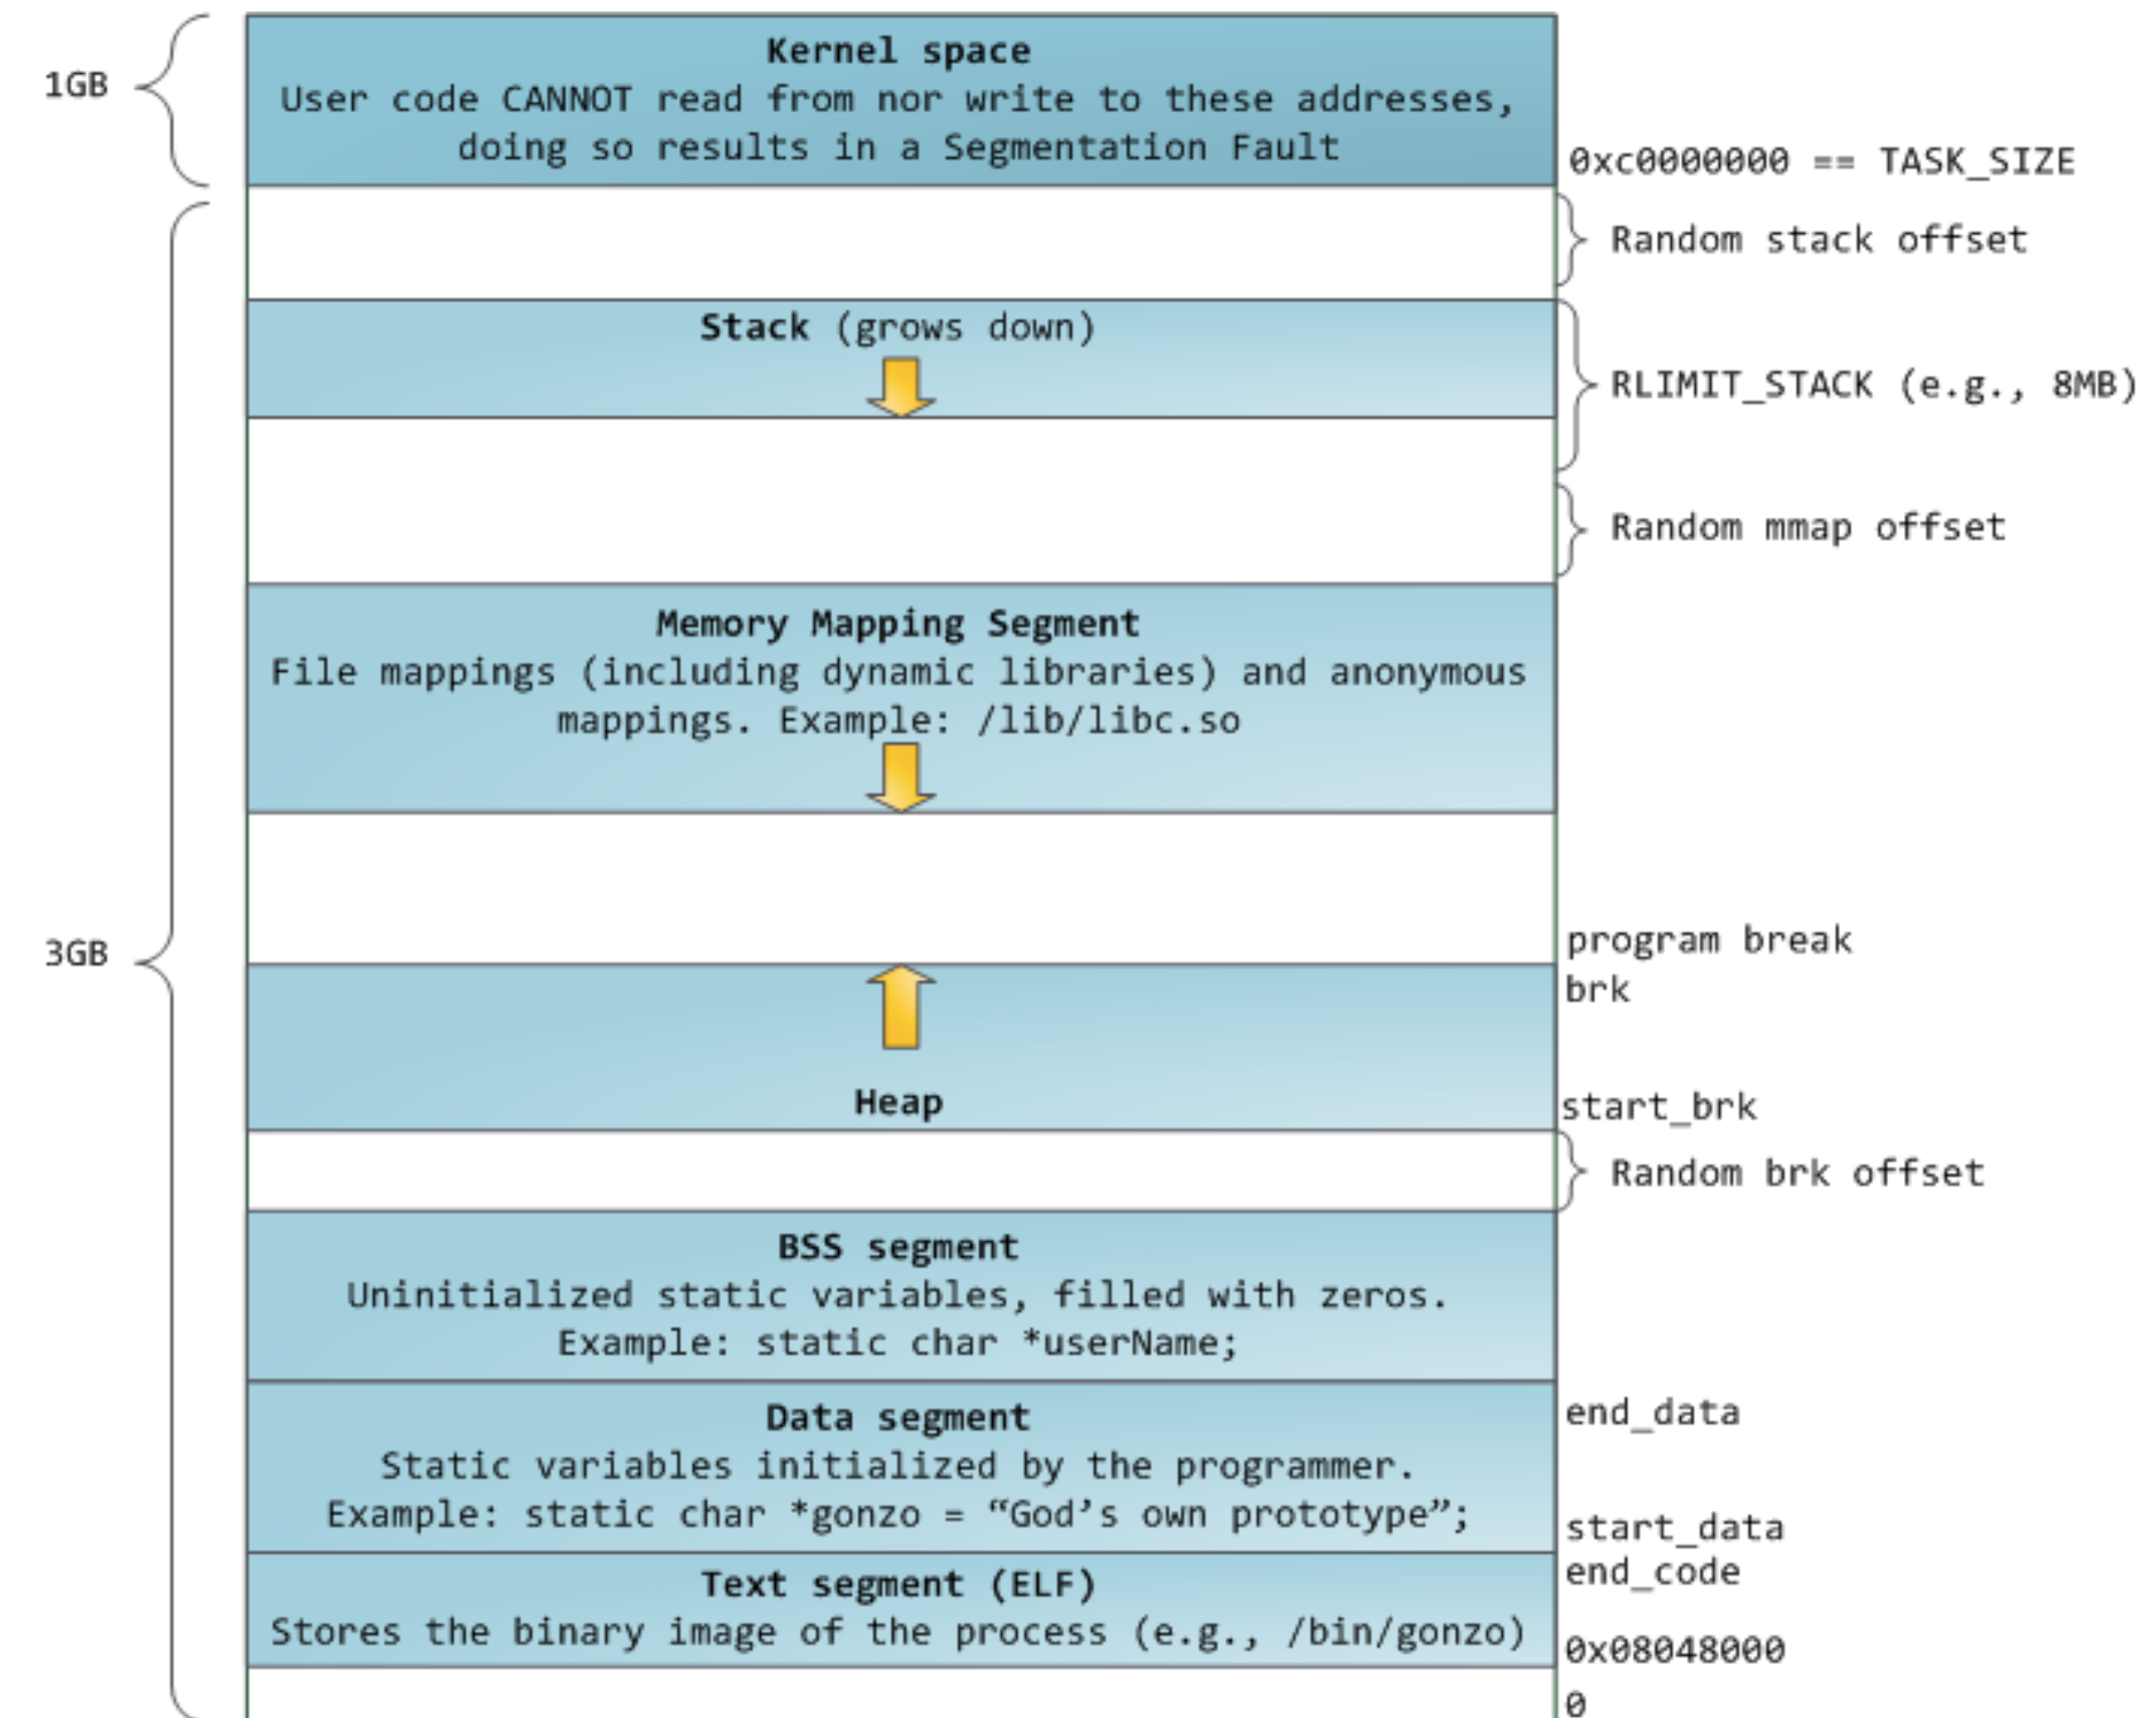 Kernel space
1GB
User code CANNOT read from nor write to these addresses,
doing so results in a Segmentation Fault
0xc0000000 == TASK_SIZE
Random stack offset
Stack (grows down)
RLIMIT_STACK (e.g., 8MB)
Random mmap offset
Memory Mapping Segment
File mappings (including dynamic libraries) and anonymous
mappings. Example: /lib/libc.so
3GB
program break
brk
Heap
start_brk
Random brk offset
BSS segment
Uninitialized static variables, filled with zeros.
Example: static char *userName;
Data segment
end_data
Static variables initialized by the programmer.
Example: static char *gonzo = “God’s own prototype”;
start_data
Text segment (ELF)
end_code
Stores the binary image of the process (e.g., /bin/gonzo)
0x08048000
0